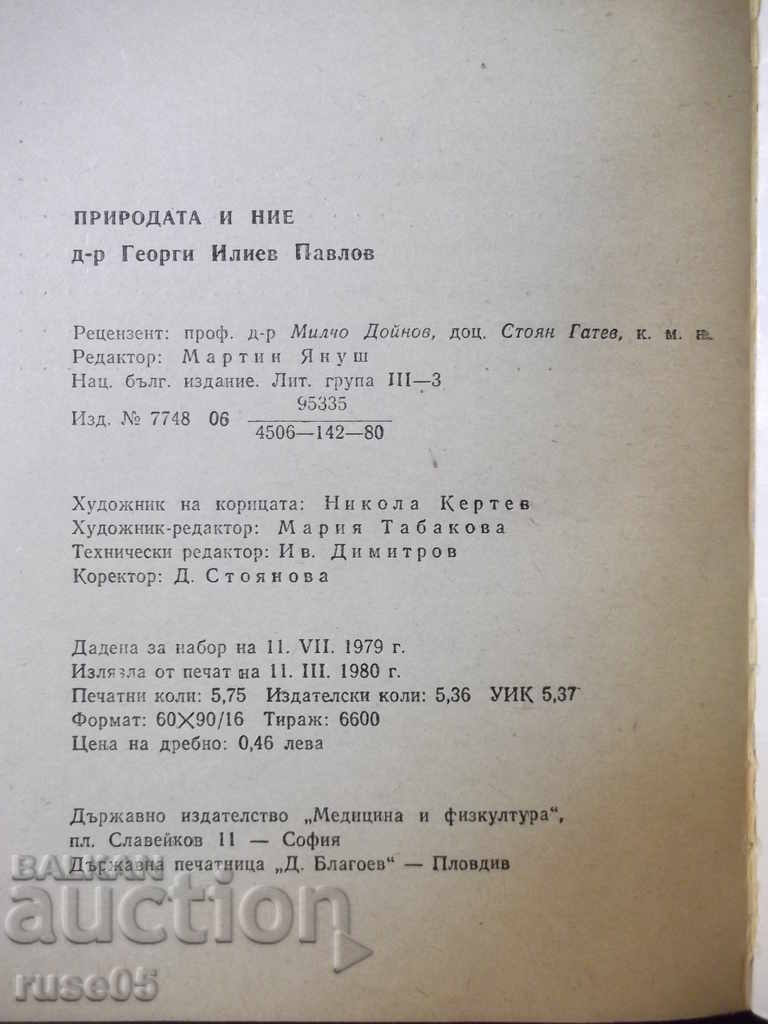 ПРИРОДАТА И НИЕ
д-р Георги Илиев Павлов
Рецензент: проф. д-р Милчо Дойнов, доц. Стоян Гатев, к. м. н.
Редактор: Мартин Януш
Нац. бълг. издание. Лит. група III—3
Изд. № 7748 06 95335
4506—142—80
Художник на корицата: Никола Кертев
Художник-редактор: Мария Табакова
Технически редактор: Ив. Димитров
Коректор: Д. Стоянова
Дадена за набор на 11. VII. 1979 г.
Излязла от печат на 11. III. 1980 г.
Печатни коли: 5,75 Издателски коли: 5,36 УИК 5,37
Формат: 60X90/16 Тираж: 6600
Цена на дребно: 0,46 лева
Държавно издателство „Медицина и физкултура“,
пл. Славейков 11 — София
Държавна печатница „Д. Благоев“ — Пловдив
BALKAN
auction
ruse05